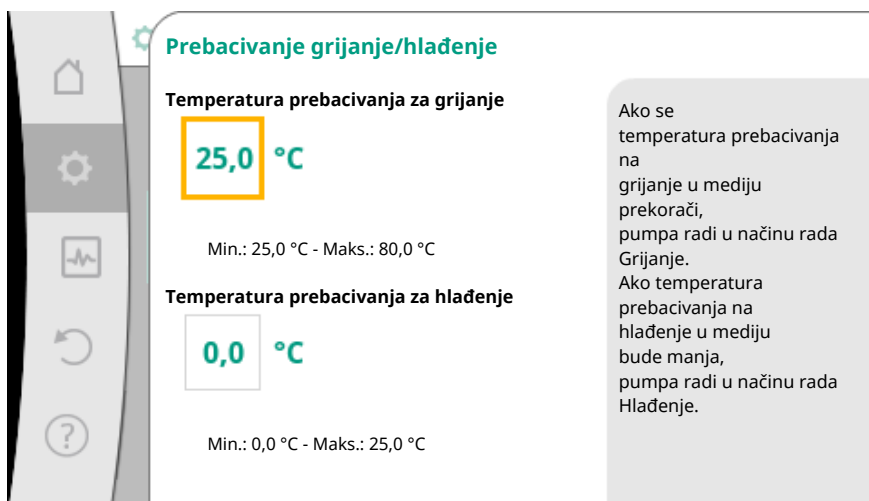 Prebacivanje grijanje/hlađenje
Temperatura prebacivanja za grijanje
25,0 °C
Min.: 25,0 °C - Maks.: 80,0 °C
Temperatura prebacivanja za hlađenje
0,0 °C
Min.: 0,0 °C - Maks.: 25,0 °C
Ako se
temperatura prebacivanja
na
grijanje u mediju
prekorači,
pumpa radi u načinu rada
Grijanje.
Ako temperatura
prebacivanja na
hlađenje u mediju
bude manja,
pumpa radi u načinu rada
Hlađenje.
?